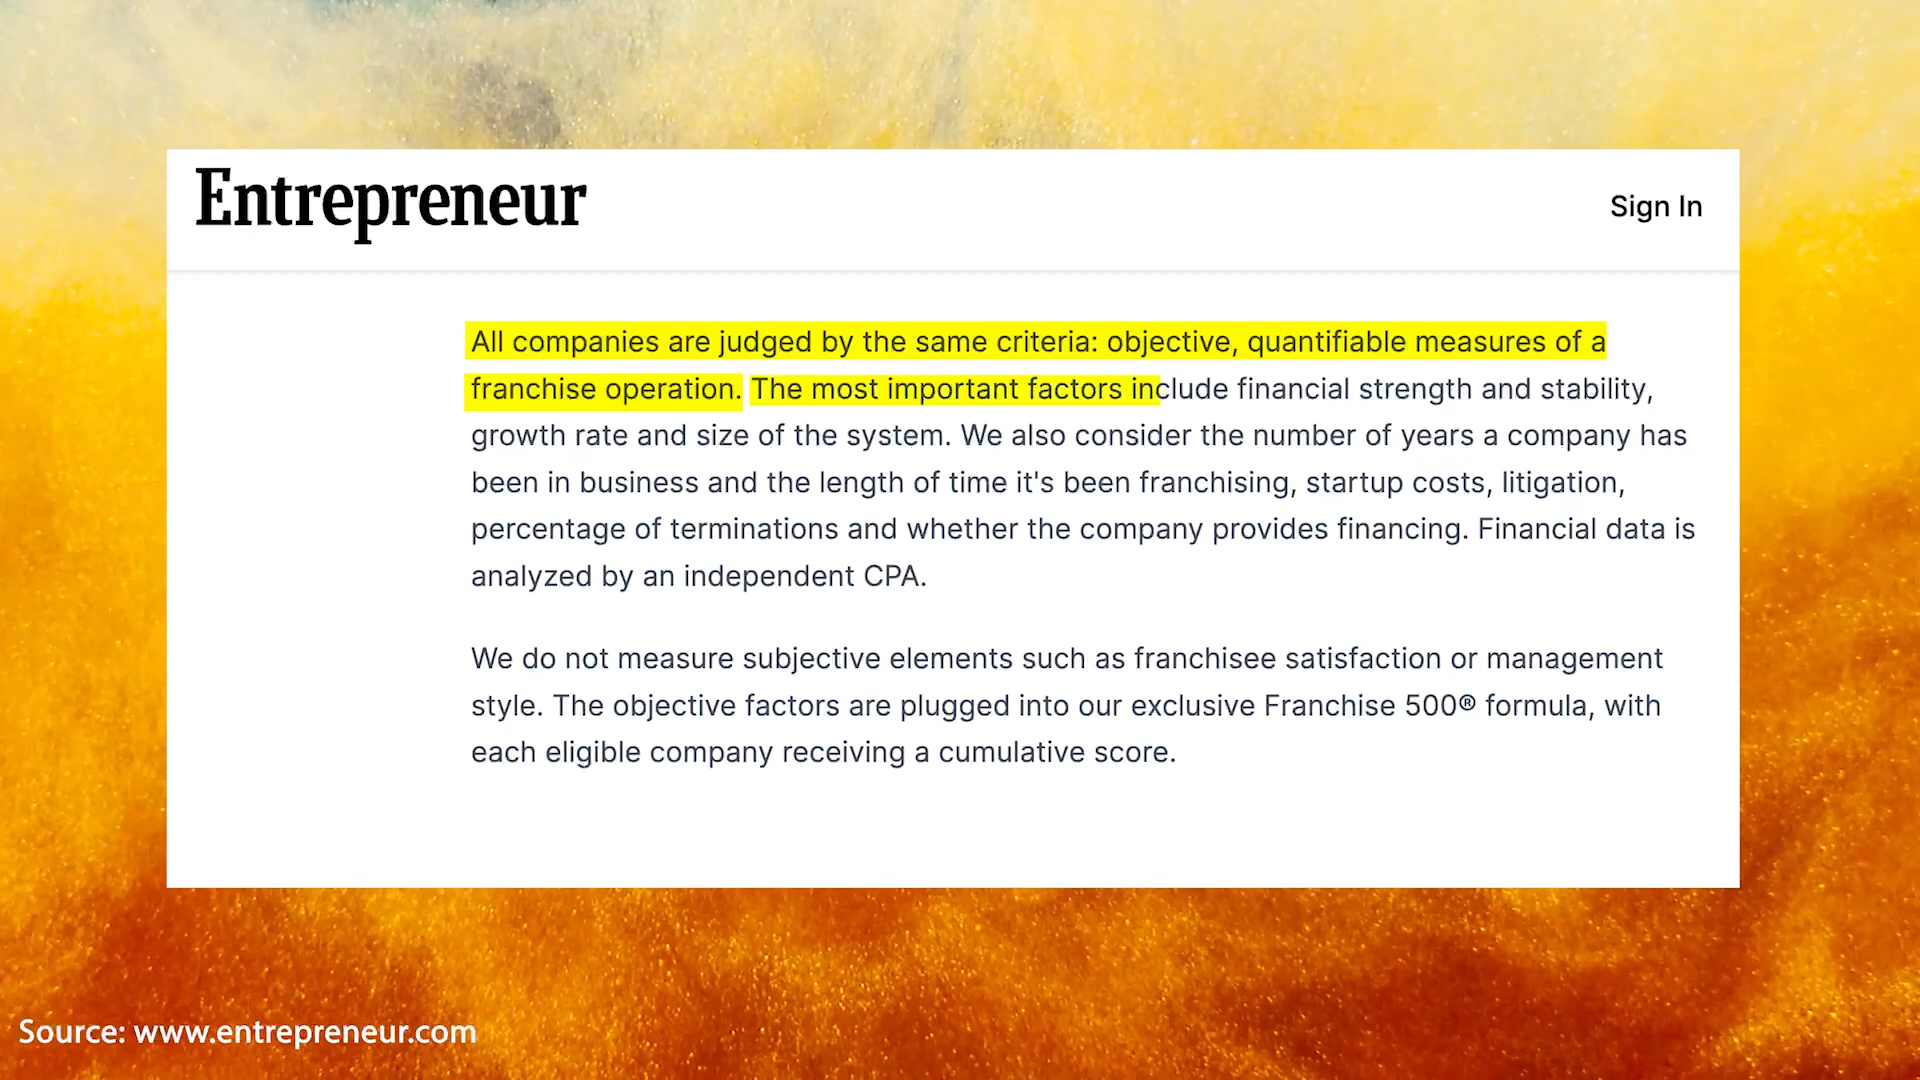 Entrepreneur
Sign In
All companies are judged by the same criteria: objective, quantifiable measures of a
franchise operation. The most important factors include financial strength and stability,
growth rate and size of the system. We also consider the number of years a company has
been in business and the length of time it's been franchising, startup costs, litigation,
percentage of terminations and whether the company provides financing. Financial data is
analyzed by an independent CPA.
We do not measure subjective elements such as franchisee satisfaction or management
style. The objective factors are plugged into our exclusive Franchise 500® formula, with
each eligible company receiving a cumulative score.
Source: www.entrepreneur.com